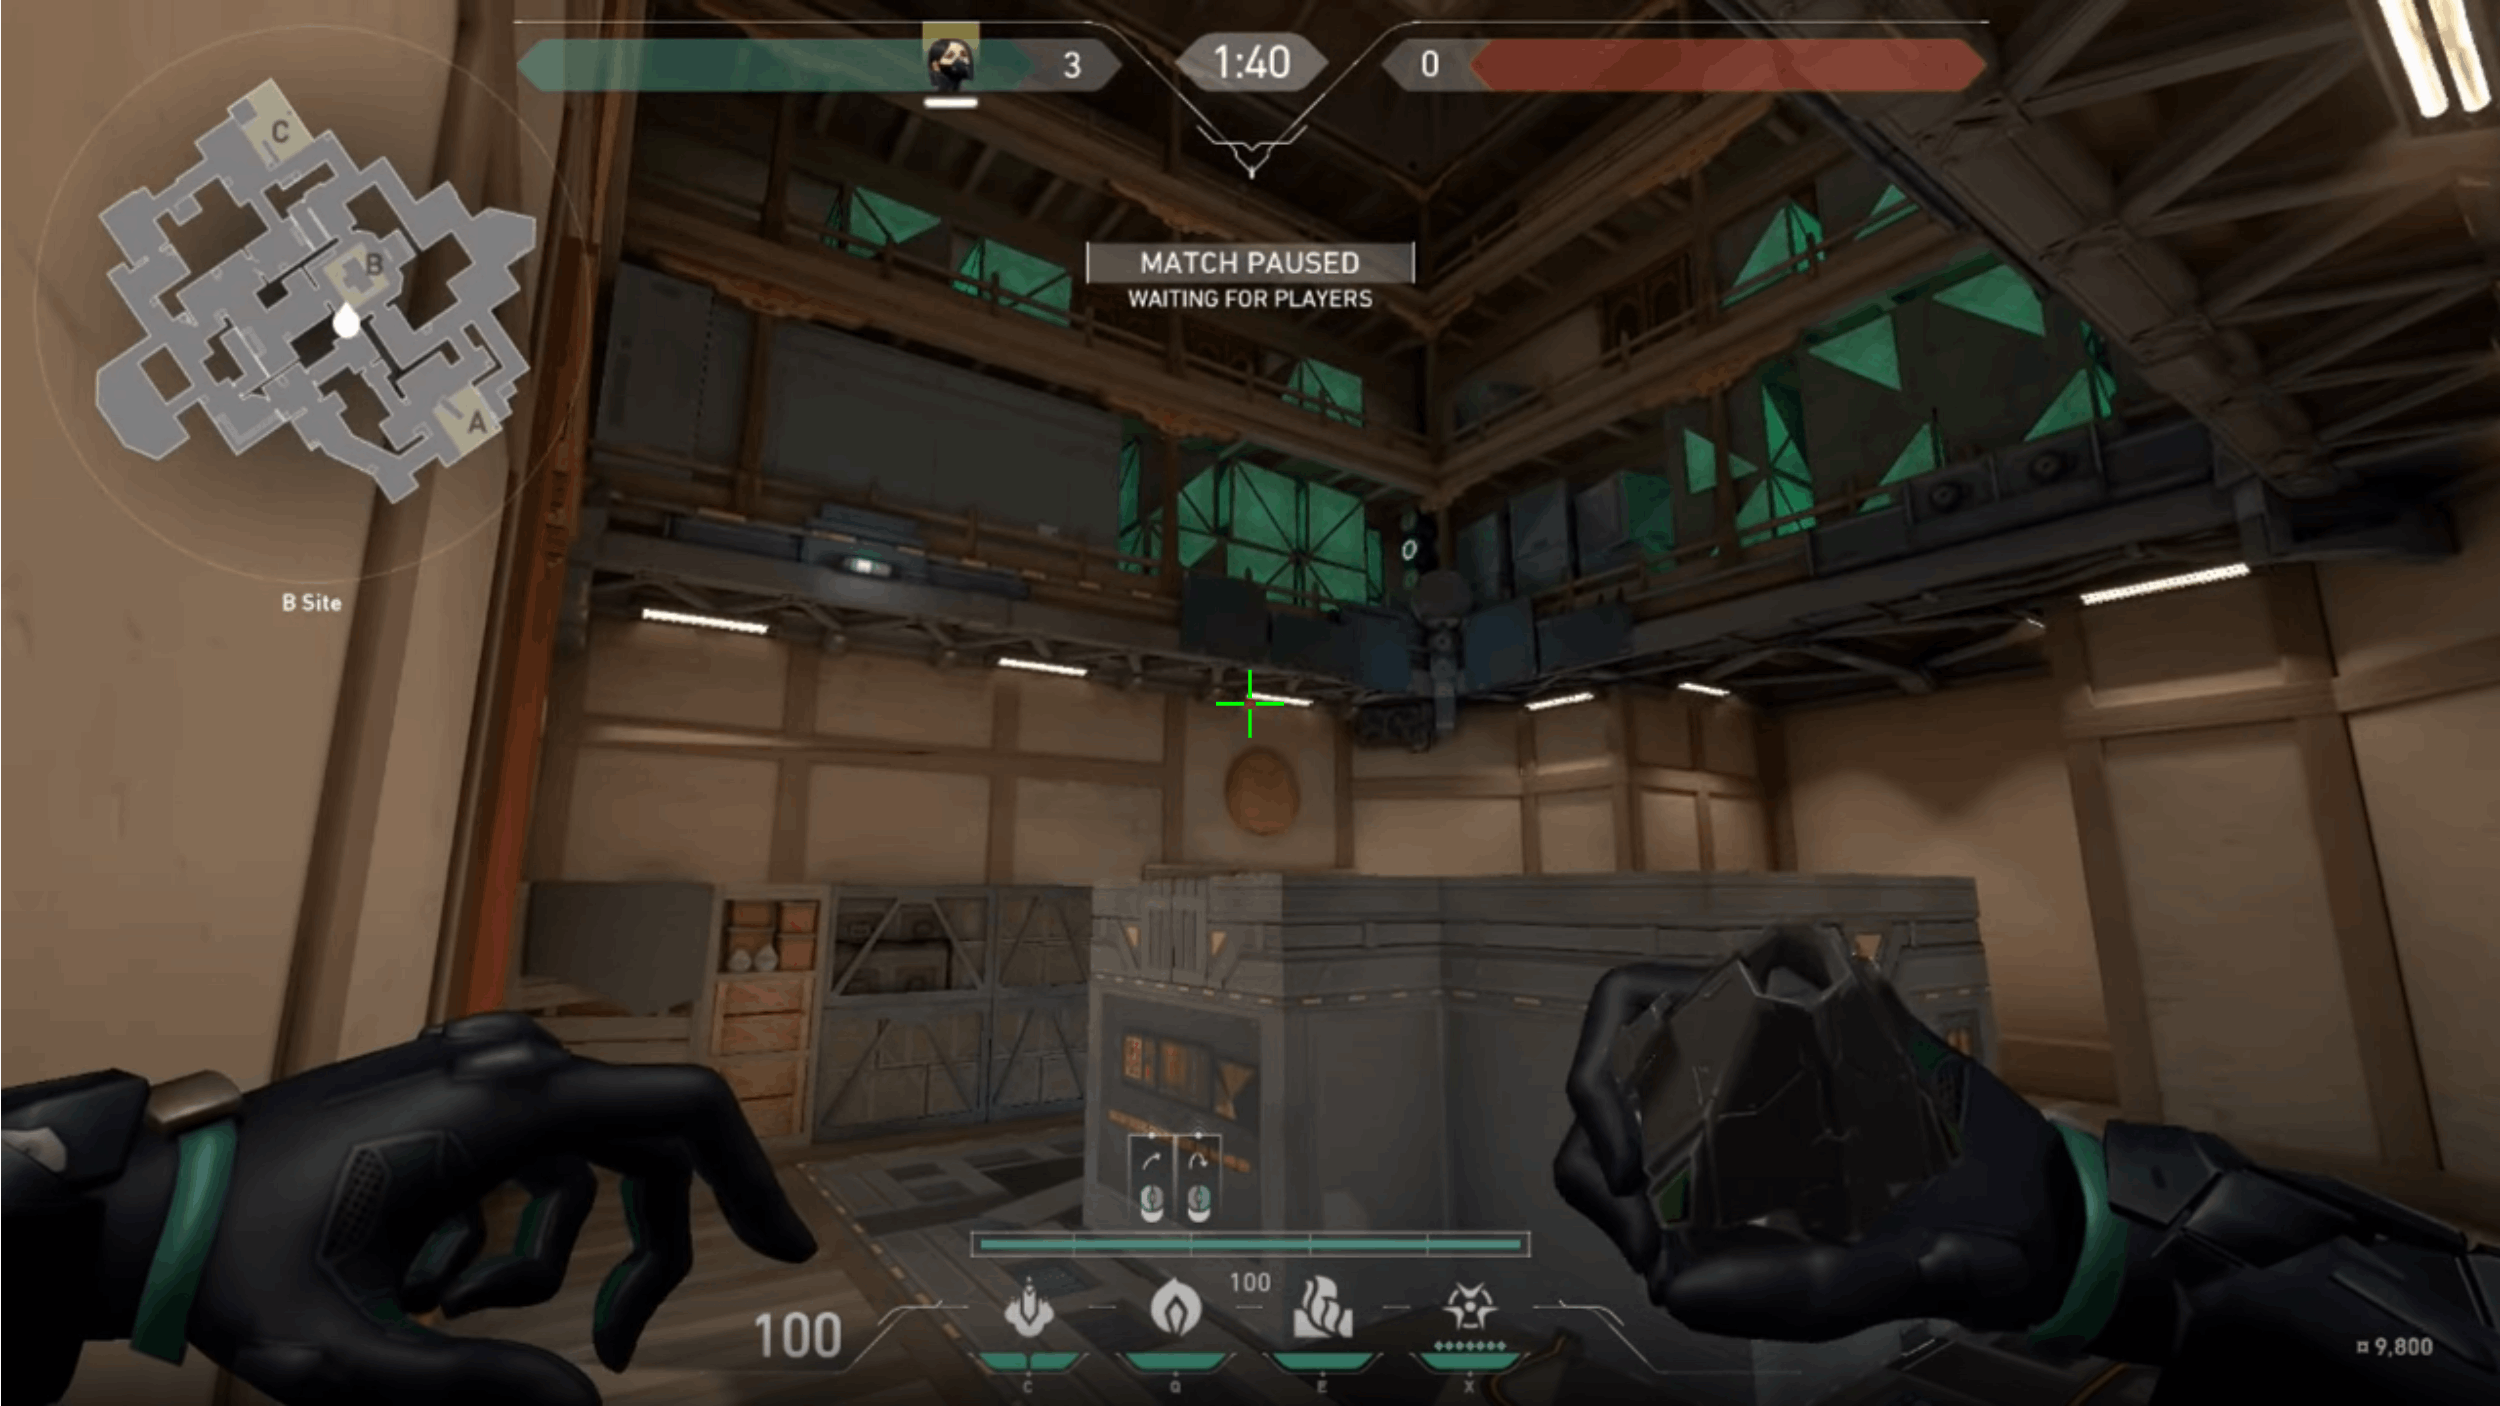 3
1:40
0
C
B
A
MATCH PAUSED
WAITING FOR PLAYERS
B Site
100
100
C
Q
E
X
¤ 9,800